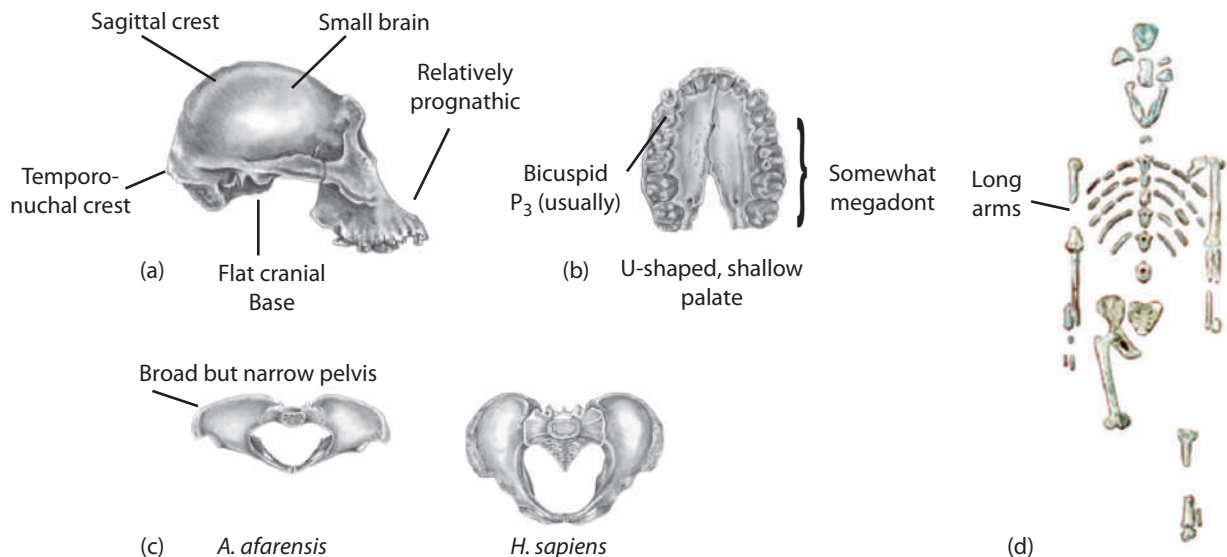 Sagittal crest
Small brain
Relatively
prognathic
Temporo-
nuchal crest
Flat cranial
Base
(a)
Bicuspid
P3 (usually)
Somewhat
megadont
(b)
U-shaped, shallow
palate
Long
arms
Broad but narrow pelvis
(c)
A. afarensis
H. sapiens
(d)